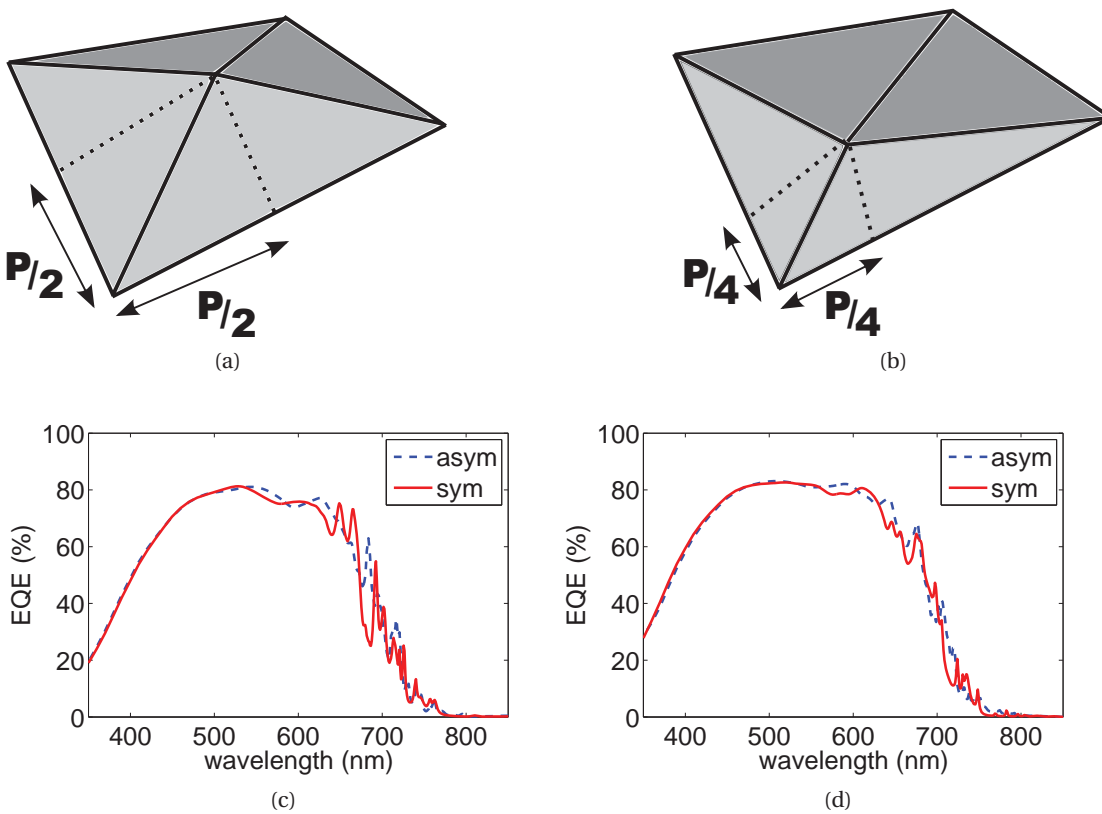 P/2
P/2
(a)
P/4
P/4
(b)
EQE (%)
100
80
60
40
20
0
400 500 600 700 800
wavelength (nm)
asym
sym
(c)
EQE (%)
100
80
60
40
20
0
400 500 600 700 800
wavelength (nm)
asym
sym
(d)